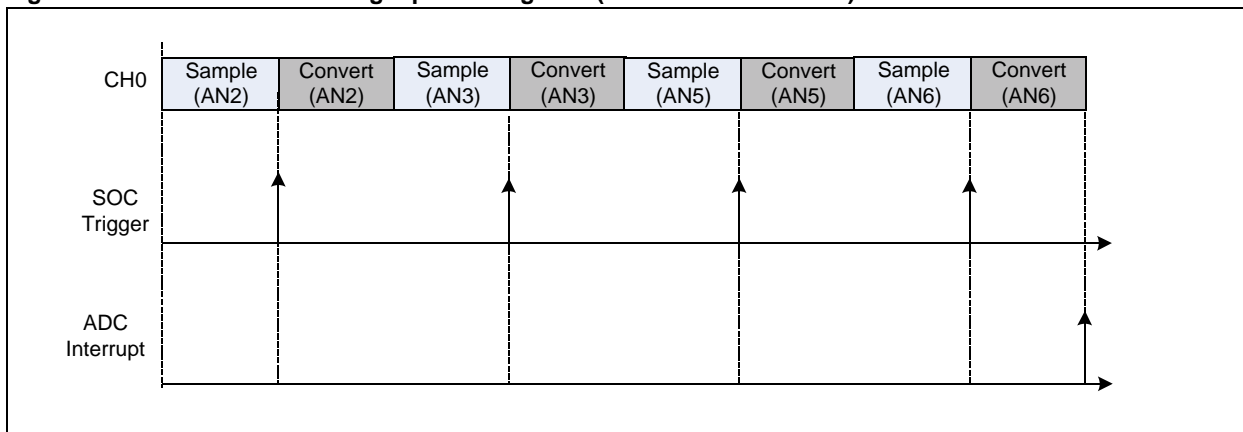 CH0
Sample
(AN2)
Convert
(AN2)
Sample
(AN3)
Convert
(AN3)
Sample
(AN5)
Convert
(AN5)
Sample
(AN6)
Convert
(AN6)
SOC
Trigger
ADC
Interrupt